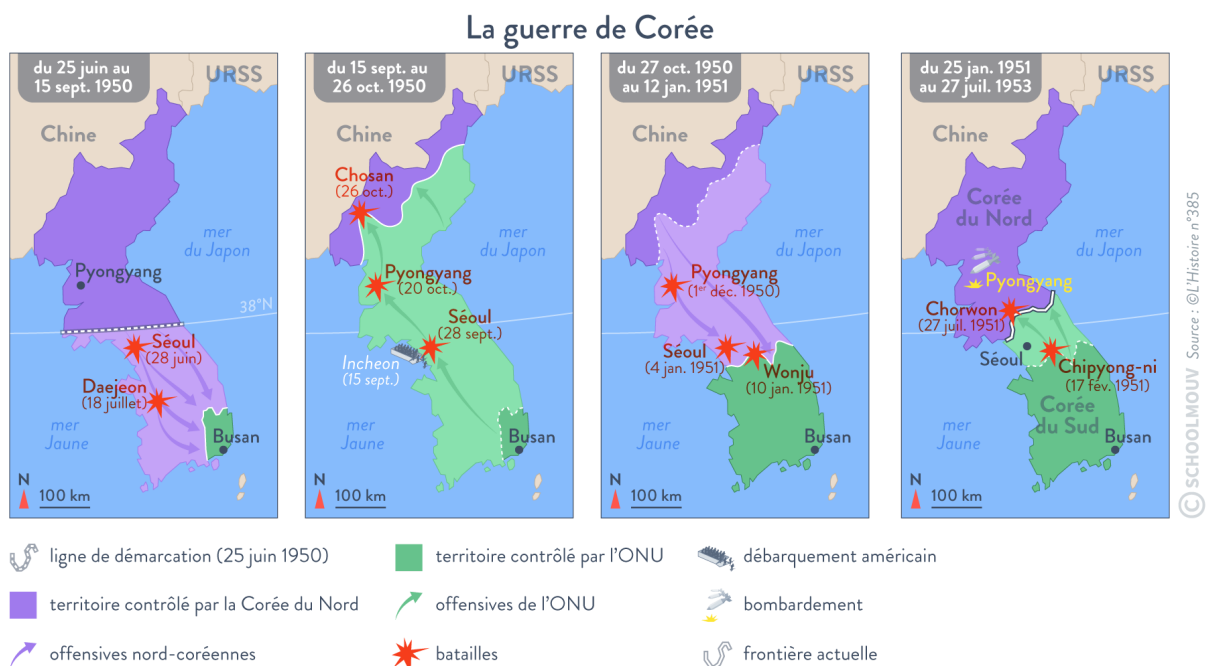 La guerre de Corée
du 25 juin au
15 sept. 1950
URSS
Chine
mer
du Japon
Pyongyang
38°N
Séoul
(28 juin)
Daejeon
(18 juillet)
mer
Jaune
Busan
N
100 km
du 15 sept. au
26 oct. 1950
URSS
Chine
Chosan
(26 oct.)
mer
du Japon
Pyongyang
(20 oct.)
Séoul
(28 sept.)
Incheon
(15 sept.)
mer
Jaune
Busan
N
100 km
du 27 oct. 1950
au 12 jan. 1951
URSS
Chine
mer
du Japon
Pyongyang
(1er déc. 1950)
Séoul
(4 jan. 1951)
Wonju
(10 jan. 1951)
mer
Jaune
Busan
N
100 km
du 25 jan. 1951
au 27 juil. 1953
URSS
Chine
Corée
du Nord
mer
du Japon
Pyongyang
Chorwon
(27 juil. 1951)
Séoul
Chipyong-ni
(17 fév. 1951)
Corée
du Sud
mer
Jaune
Busan
N
100 km
© SCHOOLMOUV Source : ©L'Histoire n°385
ligne de démarcation (25 juin 1950)
territoire contrôlé par l'ONU
débarquement américain
territoire contrôlé par la Corée du Nord
offensives de l'ONU
bombardement
offensives nord-coréennes
batailles
frontière actuelle